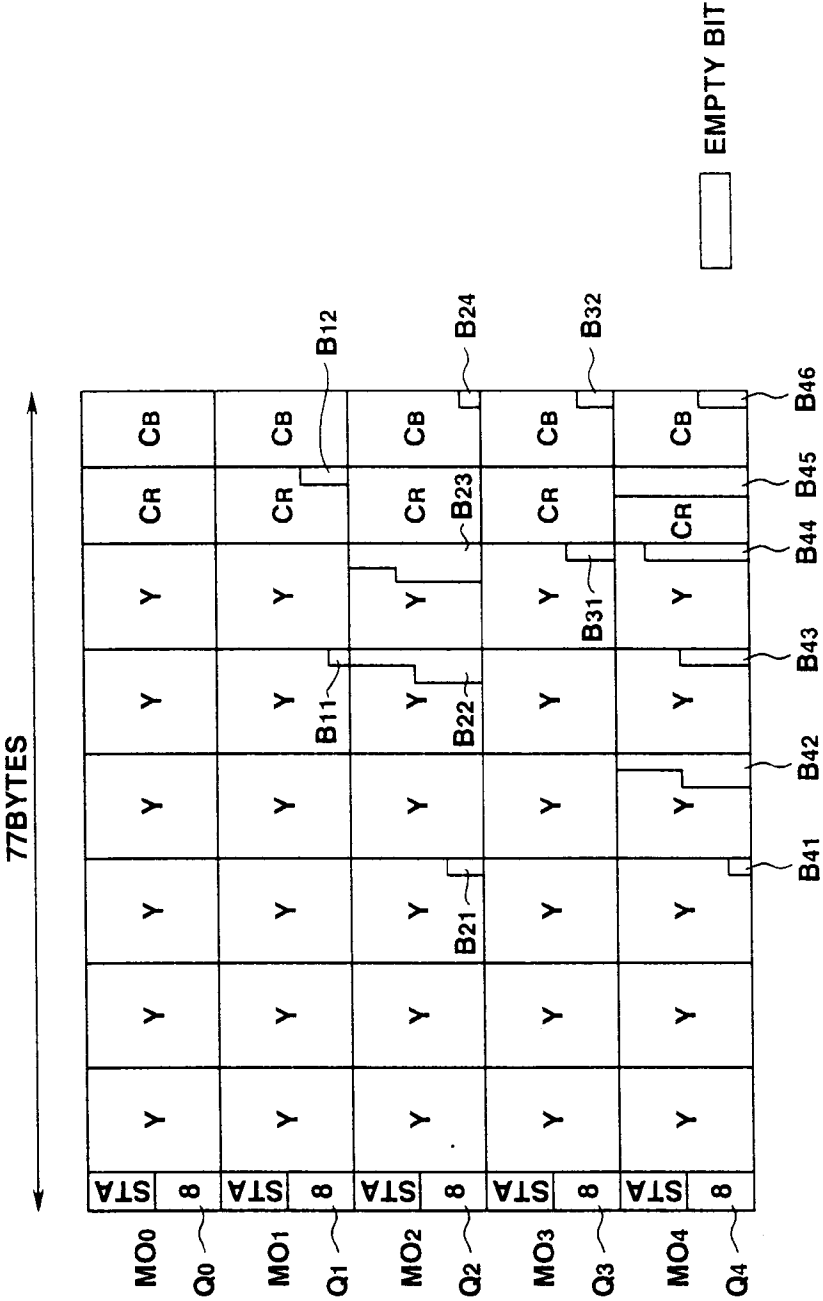 77BYTES
MO0 STA Y Y Y Y Y Y CR CB
Q0 8
MO1 STA Y Y Y Y Y Y CR CB B12
Q1 8 B11
MO2 STA Y Y Y Y Y Y CR CB
Q2 8 B21 B22 B23 B24
MO3 STA Y Y Y Y Y Y CR CB
Q3 8 B31 B32
MO4 STA Y Y Y Y Y Y CR CB
Q4 8
B41 B42 B43 B44 B45 B46
EMPTY BIT